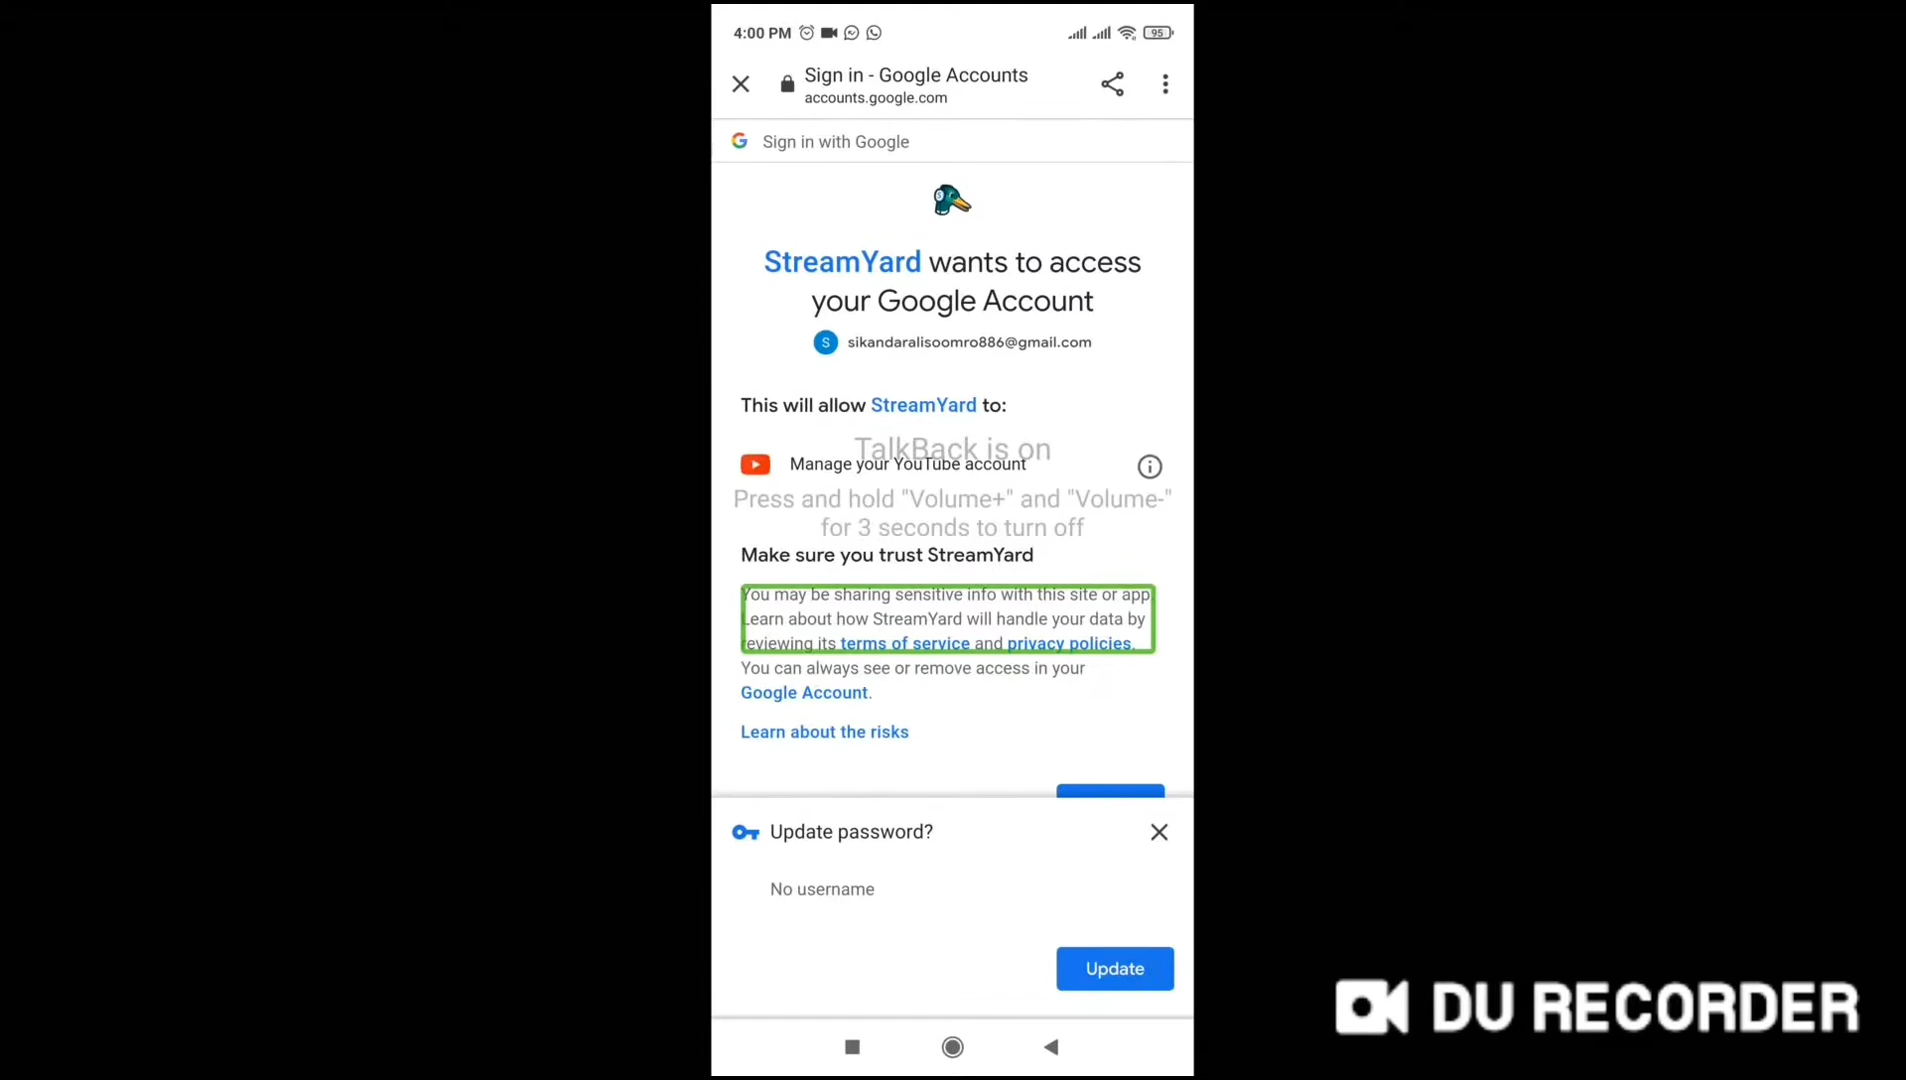 4:00 PM
95
Sign in - Google Accounts
accounts.google.com
Sign in with Google
StreamYard wants to access
your Google Account
S sikandaralisoomro886@gmail.com
This will allow StreamYard to:
TalkBack is on
Manage your YouTube account
Press and hold "Volume+" and "Volume-"
for 3 seconds to turn off
Make sure you trust StreamYard
You may be sharing sensitive info with this site or app.
Learn about how StreamYard will handle your data by
reviewing its terms of service and privacy policies.
You can always see or remove access in your
Google Account.
Learn about the risks
Update password?
No username
Update
DU RECORDER